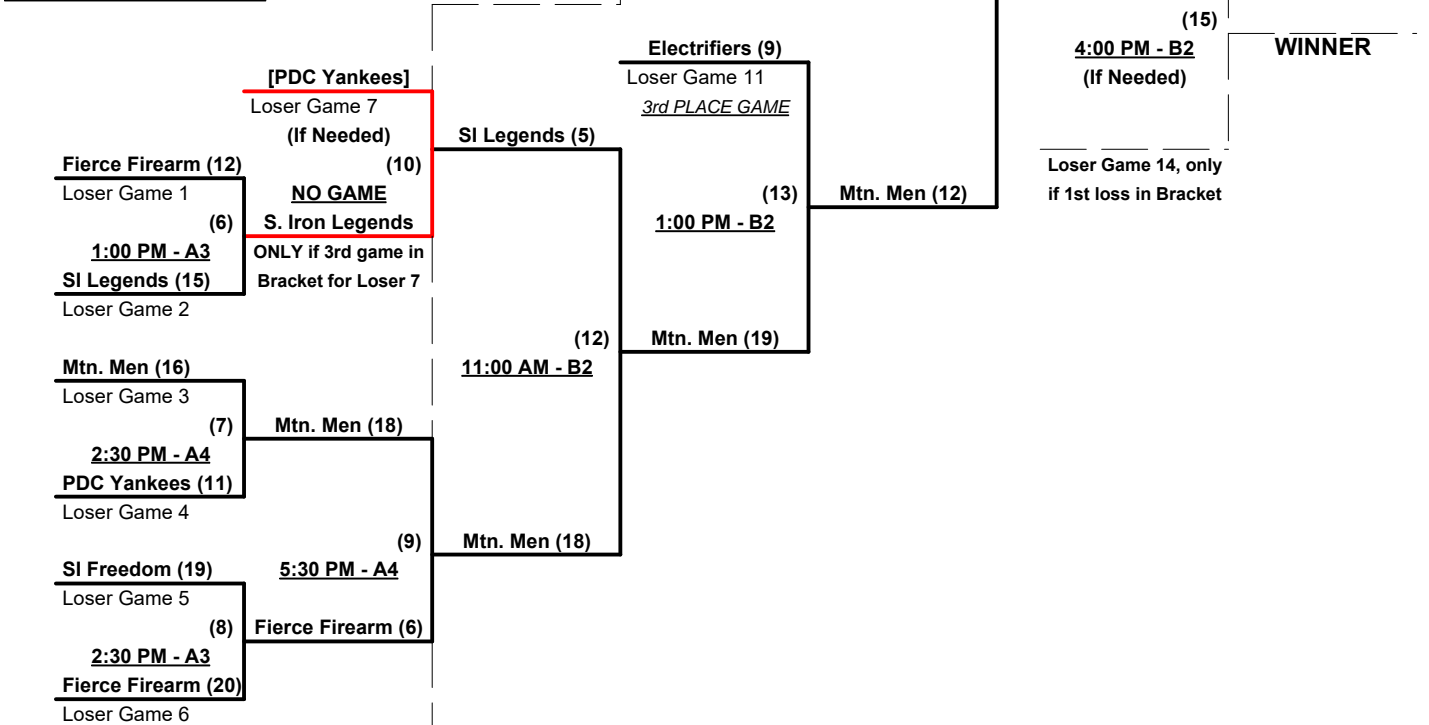 (15)
Electrifiers (9)
4:00 PM - B2
WINNER
[PDC Yankees]
Loser Game 11
(If Needed)
Loser Game 7
3rd PLACE GAME
(If Needed)
SI Legends (5)
Fierce Firearm (12)
(10)
Loser Game 14, only
Loser Game 1
NO GAME
(13)
Mtn. Men (12)
if 1st loss in Bracket
(6)
S. Iron Legends
1:00 PM - B2
1:00 PM - A3
ONLY if 3rd game in
SI Legends (15)
Bracket for Loser 7
Loser Game 2
(12)
Mtn. Men (19)
Mtn. Men (16)
11:00 AM - B2
Loser Game 3
(7)
Mtn. Men (18)
2:30 PM - A4
PDC Yankees (11)
Loser Game 4
(9)
Mtn. Men (18)
SI Freedom (19)
5:30 PM - A4
Loser Game 5
(8)
Fierce Firearm (6)
2:30 PM - A3
Fierce Firearm (20)
Loser Game 6